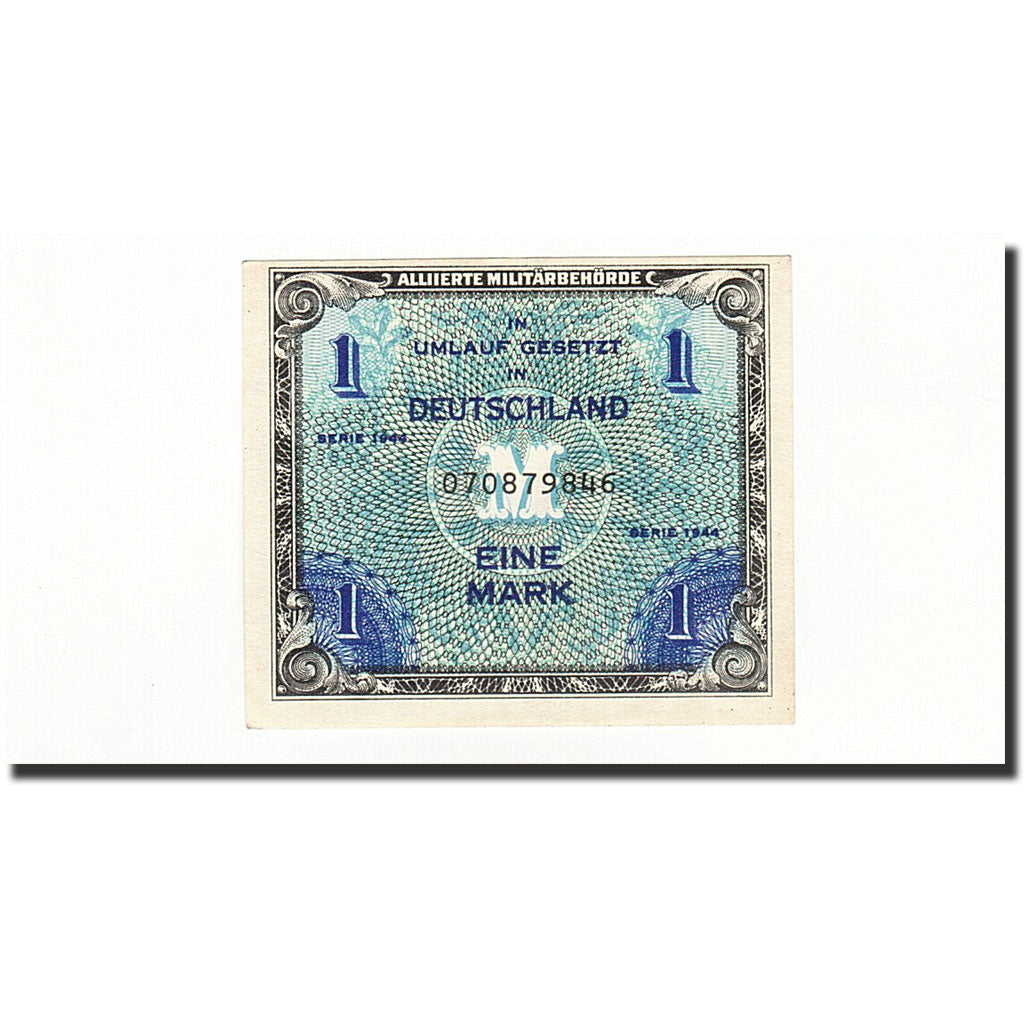 ALLIIERTE MILITÄRBEHÖRDE
IN
UMLAUF GESETZT
1 1
IN
DEUTSCHLAND
SERIE 1944
M
070879846
SERIE 1944
EINE
MARK
1 1